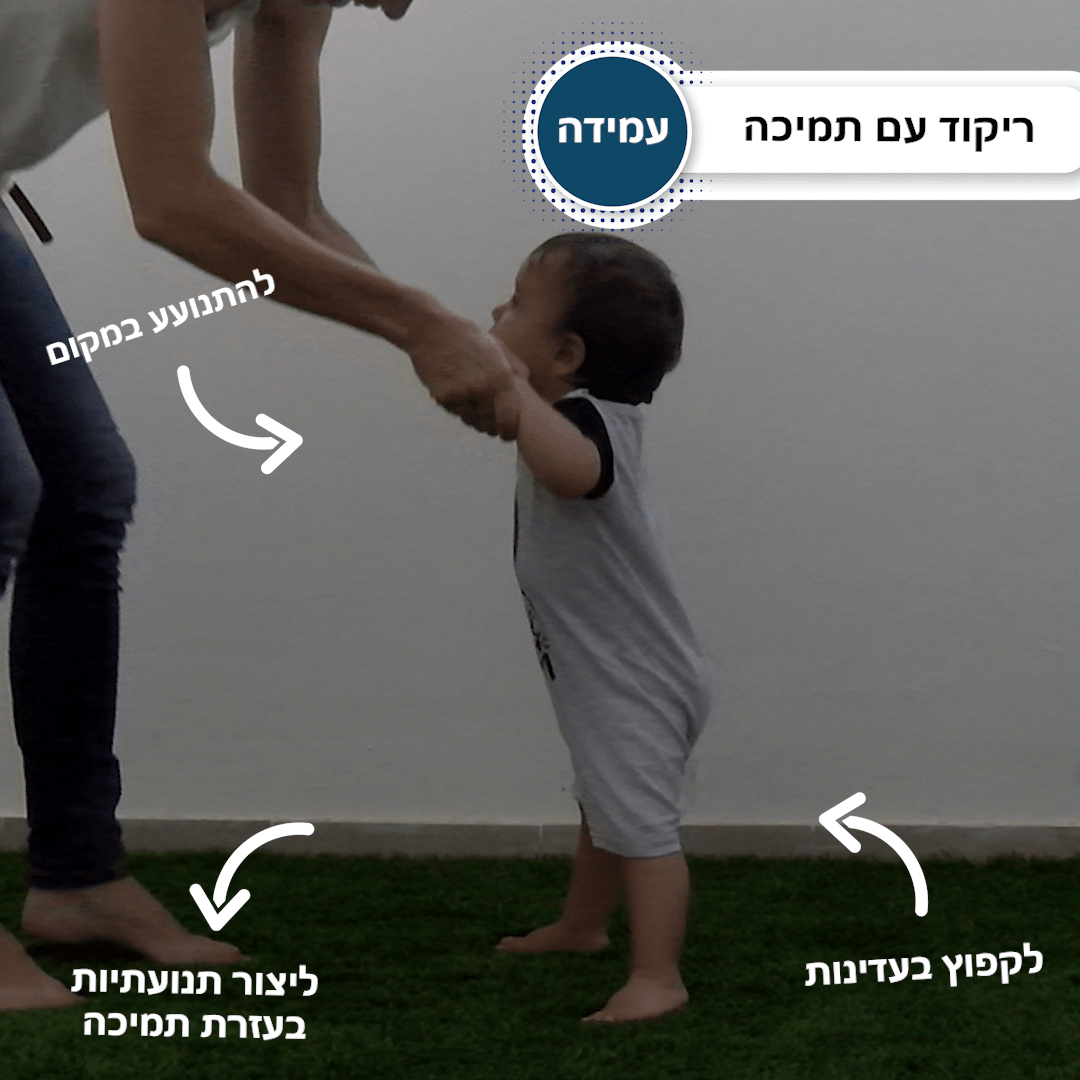 ריקוד עם תמיכה
עמידה
להתנועע במקום
לקפוץ בעדינות
ליצור תנועתיות
בעזרת תמיכה